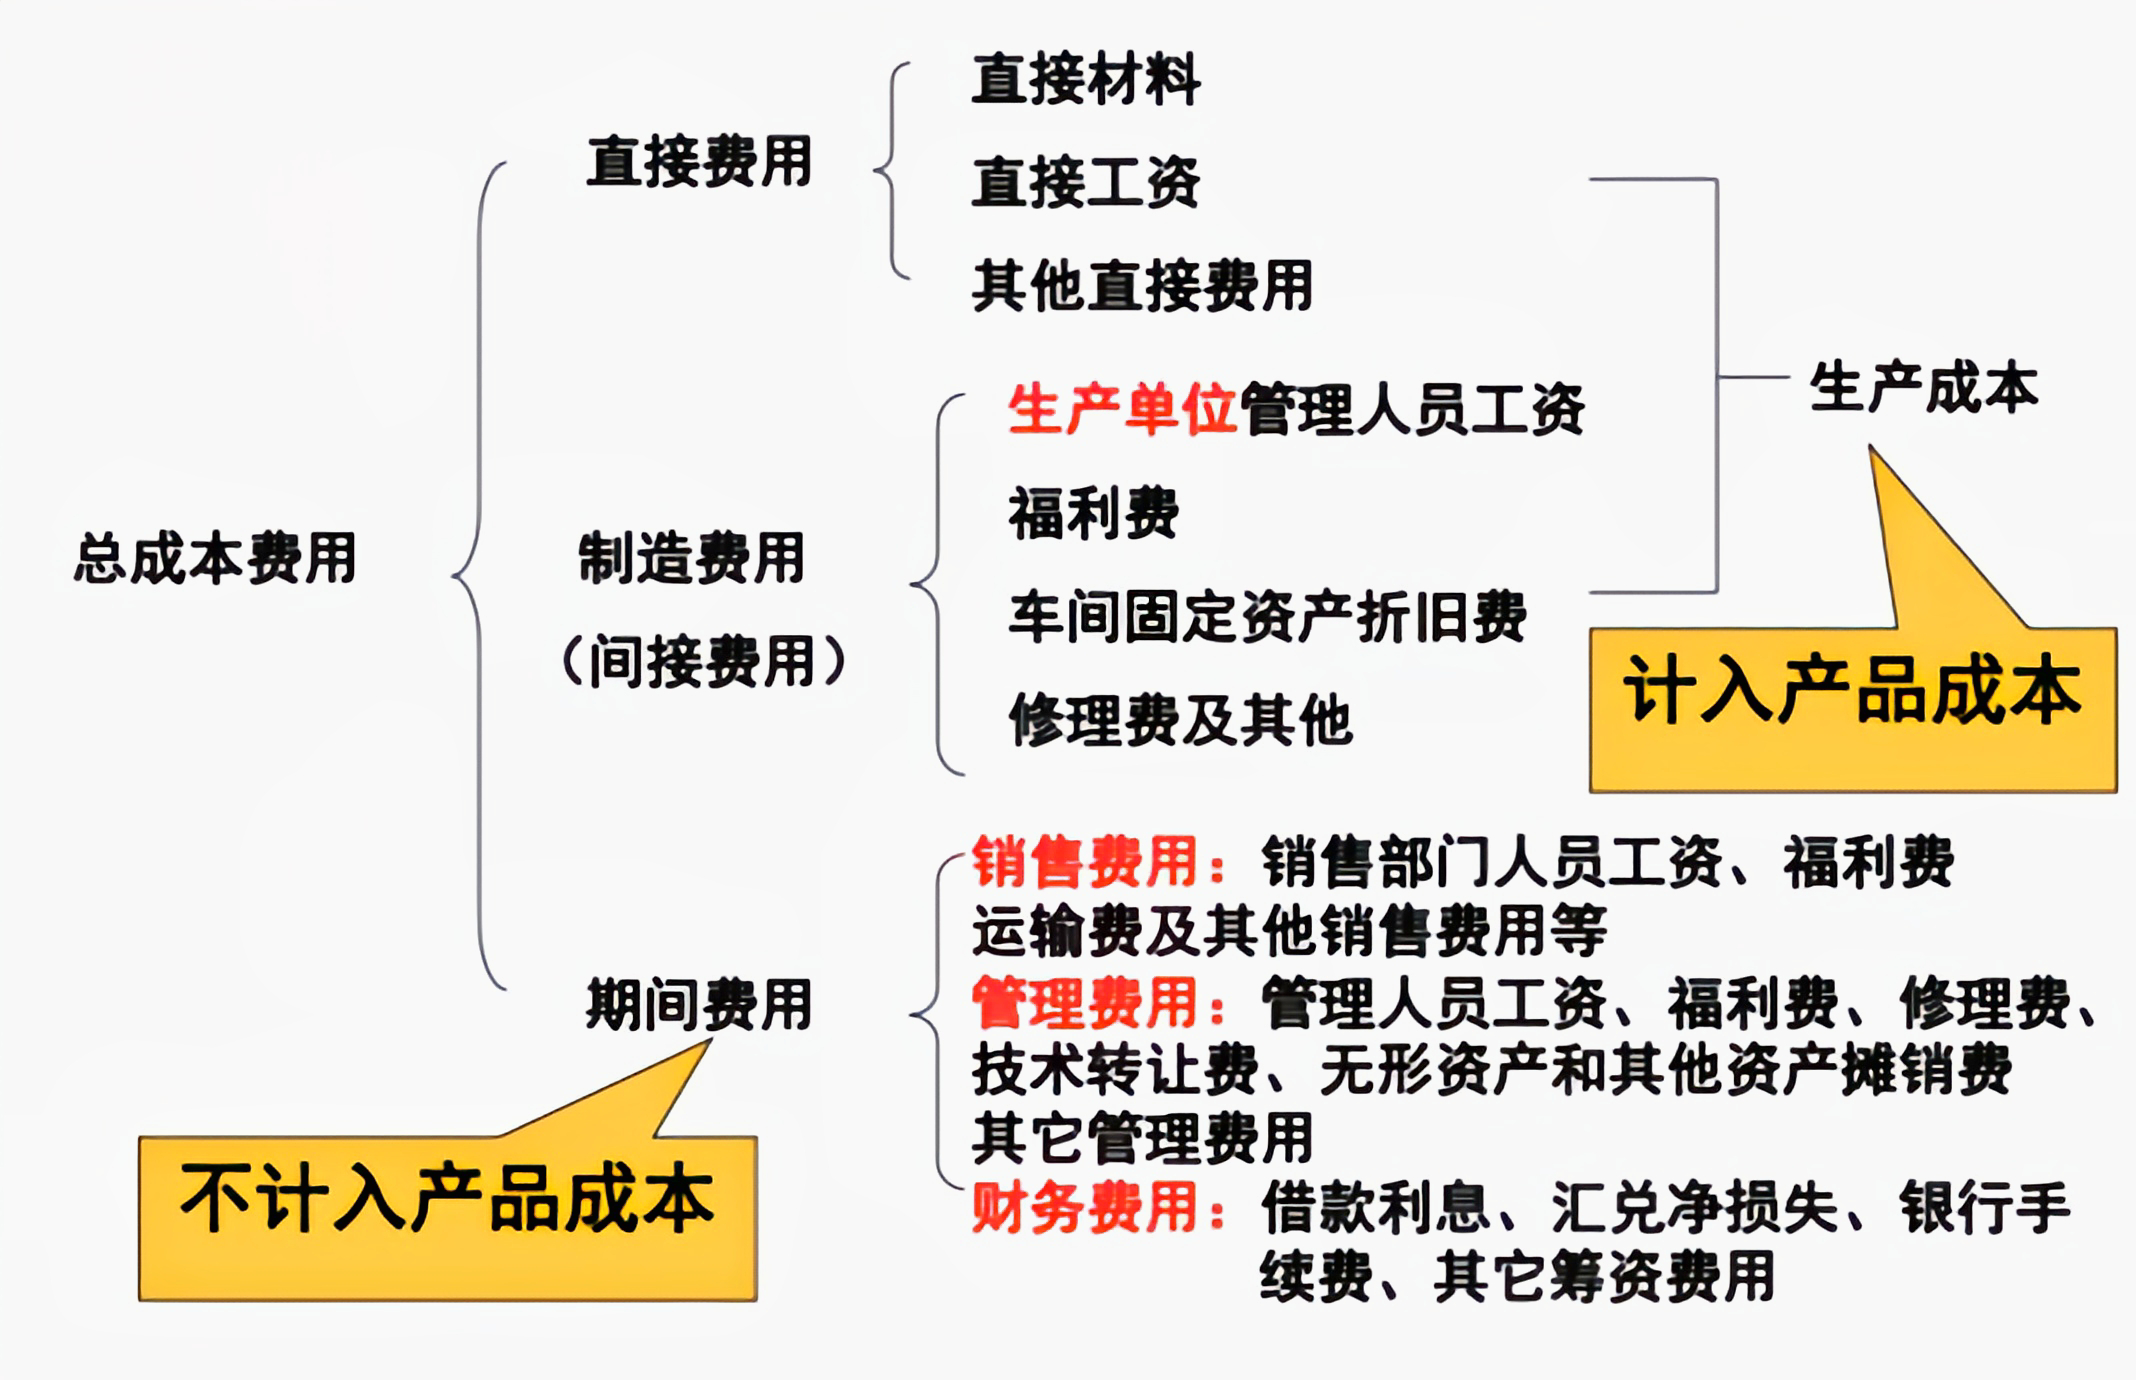 直接材料
直接费用
直接工资
其他直接费用
生产单位管理人员工资
生产成本
福利费
总成本费用
制造费用
（间接费用）
车间固定资产折旧费
修理费及其他
计入产品成本
销售费用：销售部门人员工资、福利费
运输费及其他销售费用等
期间费用
管理费用：管理人员工资、福利费、修理费、
技术转让费、无形资产和其他资产摊销费
其它管理费用
不计入产品成本
财务费用：借款利息、汇兑净损失、银行手
续费、其它筹资费用